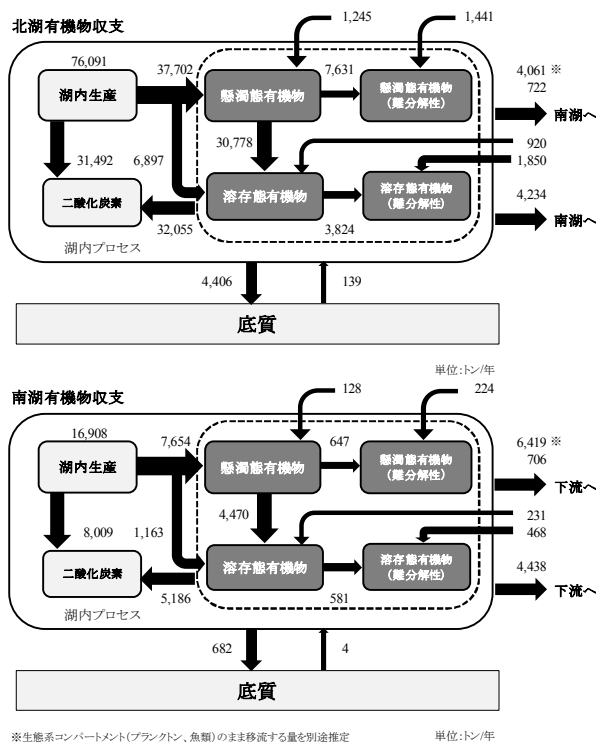 北湖有機物収支
1,245
1,441
76,091
37,702
7,631
4,061 ※
722
湖内生産
懸濁態有機物
懸濁態有機物
(難分解性)
南湖へ
30,778
920
1,850
31,492
6,897
二酸化炭素
溶存態有機物
溶存態有機物
(難分解性)
4,234
南湖へ
32,055
3,824
湖内プロセス
4,406
139
底質
単位:トン/年
南湖有機物収支
128
224
16,908
7,654
647
6,419 ※
706
湖内生産
懸濁態有機物
懸濁態有機物
(難分解性)
下流へ
4,470
231
468
8,009
1,163
二酸化炭素
溶存態有機物
溶存態有機物
(難分解性)
4,438
下流へ
5,186
581
湖内プロセス
682
4
底質
※生態系コンパートメント(プランクトン、魚類)のまま移流する量を別途推定
単位:トン/年